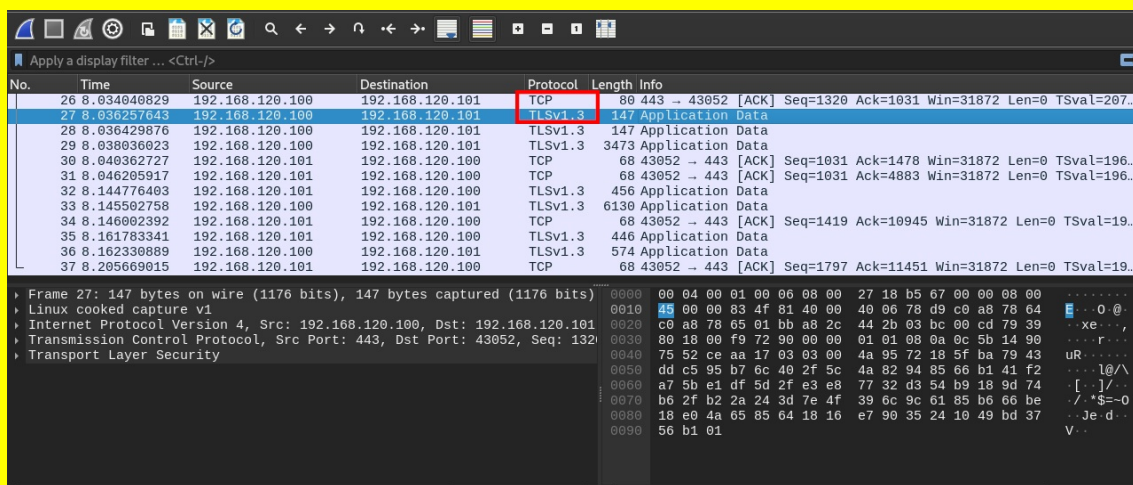 Apply a display filter … <Ctrl-/>
No. Time Source Destination Protocol Length Info
26 8.034040829 192.168.120.100 192.168.120.101 TCP 80 443 → 43052 [ACK] Seq=1320 Ack=1031 Win=31872 Len=0 TSval=207…
27 8.036257643 192.168.120.100 192.168.120.101 TLSv1.3 147 Application Data
28 8.036429876 192.168.120.100 192.168.120.101 TLSv1.3 147 Application Data
29 8.038036023 192.168.120.100 192.168.120.101 TLSv1.3 3473 Application Data
30 8.040362727 192.168.120.101 192.168.120.100 TCP 68 43052 → 443 [ACK] Seq=1031 Ack=1478 Win=31872 Len=0 TSval=196…
31 8.046205917 192.168.120.101 192.168.120.100 TCP 68 43052 → 443 [ACK] Seq=1031 Ack=4883 Win=31872 Len=0 TSval=196…
32 8.144776403 192.168.120.101 192.168.120.100 TLSv1.3 456 Application Data
33 8.145502758 192.168.120.100 192.168.120.101 TLSv1.3 6130 Application Data
34 8.146002392 192.168.120.101 192.168.120.100 TCP 68 43052 → 443 [ACK] Seq=1419 Ack=10945 Win=31872 Len=0 TSval=19…
35 8.161783341 192.168.120.101 192.168.120.100 TLSv1.3 446 Application Data
36 8.162330889 192.168.120.100 192.168.120.101 TLSv1.3 574 Application Data
37 8.205669015 192.168.120.101 192.168.120.100 TCP 68 43052 → 443 [ACK] Seq=1797 Ack=11451 Win=31872 Len=0 TSval=19…
Frame 27: 147 bytes on wire (1176 bits), 147 bytes captured (1176 bits)
Linux cooked capture v1
Internet Protocol Version 4, Src: 192.168.120.100, Dst: 192.168.120.101
Transmission Control Protocol, Src Port: 443, Dst Port: 43052, Seq: 132
Transport Layer Security
0000 00 04 00 01 00 06 08 00 27 18 b5 67 00 00 08 00 ········
0010 45 00 00 83 4f 81 40 00 40 06 78 d9 c0 a8 78 64 E···O·@·
0020 c0 a8 78 65 01 bb a8 2c 44 2b 03 bc 00 cd 79 39 ··xe···,
0030 80 18 00 f9 72 90 00 00 01 01 08 0a 0c 5b 14 90 ····r···
0040 75 52 ce aa 17 03 03 00 4a 95 72 18 5f ba 79 43 uR······
0050 dd c5 95 b7 6c 40 2f 5c 4a 82 94 85 66 b1 41 f2 ····l@/\
0060 a7 5b e1 df 5d 2f e3 e8 77 32 d3 54 b9 18 9d 74 ·[··]/··
0070 b6 2f b2 2a 24 3d 7e 4f 39 6c 9c 61 85 b6 66 be ·/·*$=~O
0080 18 e0 4a 65 85 64 18 16 e7 90 35 24 10 49 bd 37 ··Je·d··
0090 56 b1 01 V··